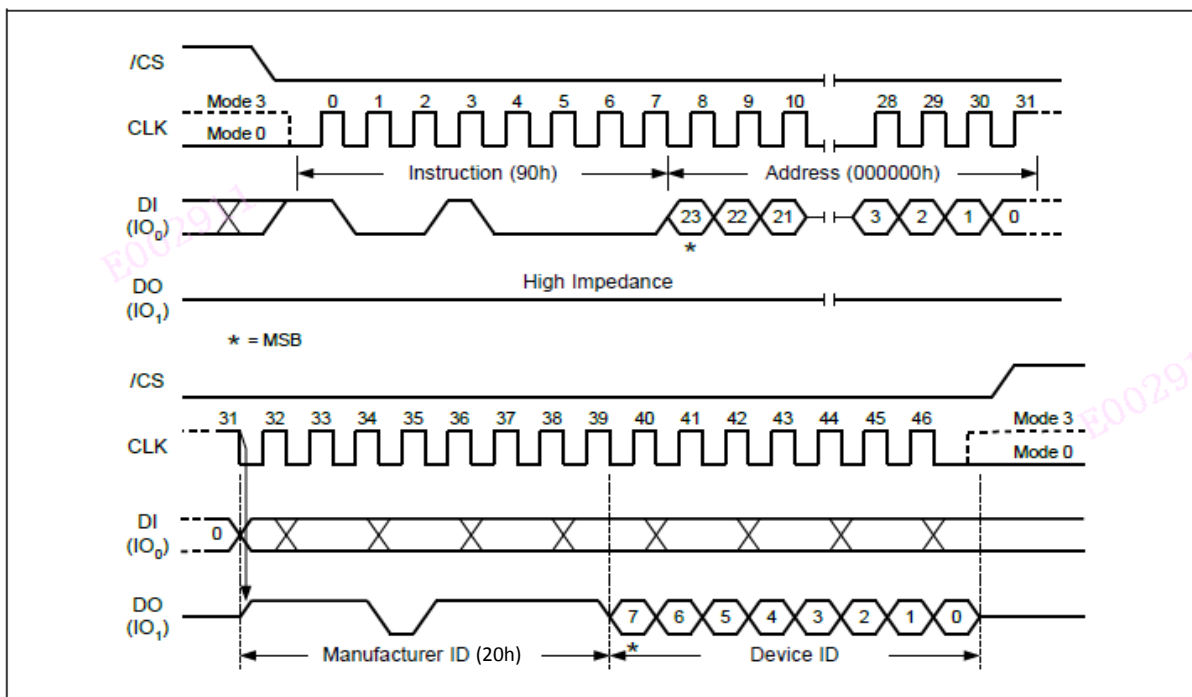 /CS
Mode 3 0 1 2 3 4 5 6 7 8 9 10 28 29 30 31
CLK
Mode 0
Instruction (90h) Address (000000h)
DI
(IO0) 23 22 21 3 2 1 0
*
High Impedance
DO
(IO1)
* = MSB
/CS
31 32 33 34 35 36 37 38 39 40 41 42 43 44 45 46 Mode 3
CLK
Mode 0
DI
(IO0) 0
DO
(IO1) 7 6 5 4 3 2 1 0
*
Manufacturer ID (20h) Device ID
E002911
E00291